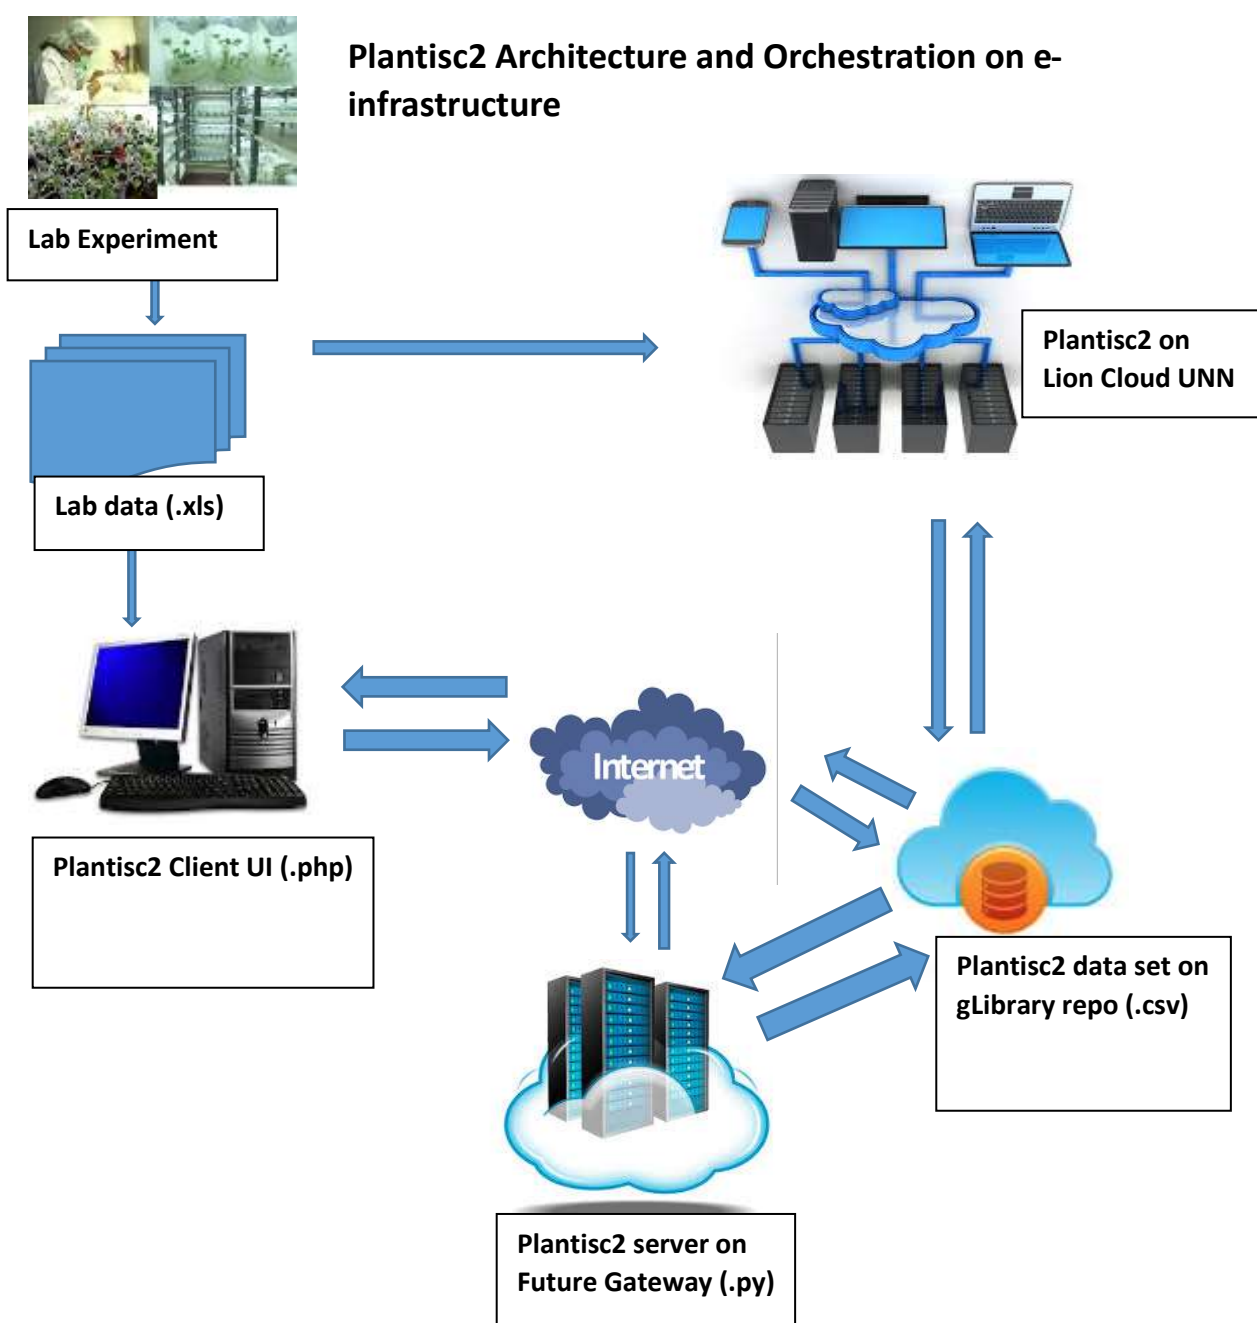 Plantisc2 Architecture and Orchestration on e-
infrastructure
Lab Experiment
Plantisc2 on
Lion Cloud UNN
Lab data (.xls)
Internet
Plantisc2 Client UI (.php)
Plantisc2 data set on
gLibrary repo (.csv)
Plantisc2 server on
Future Gateway (.py)